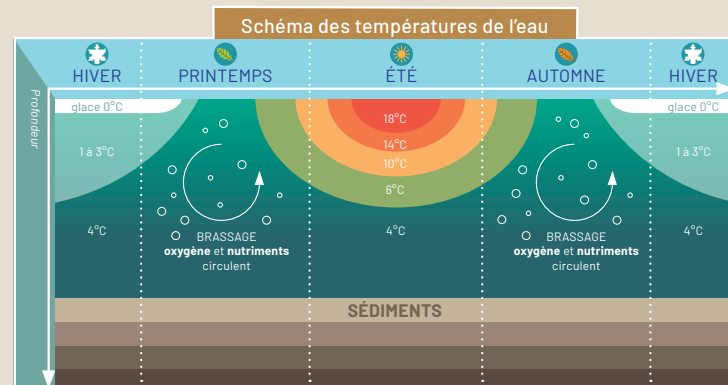 Schéma des températures de l'eau
HIVER
PRINTEMPS
ÉTÉ
AUTOMNE
HIVER
Profondeur
glace 0°C
1 à 3°C
4°C
BRASSAGE
oxygène et nutriments
circulent
18°C
14°C
10°C
6°C
4°C
BRASSAGE
oxygène et nutriments
circulent
glace 0°C
1 à 3°C
4°C
SÉDIMENTS